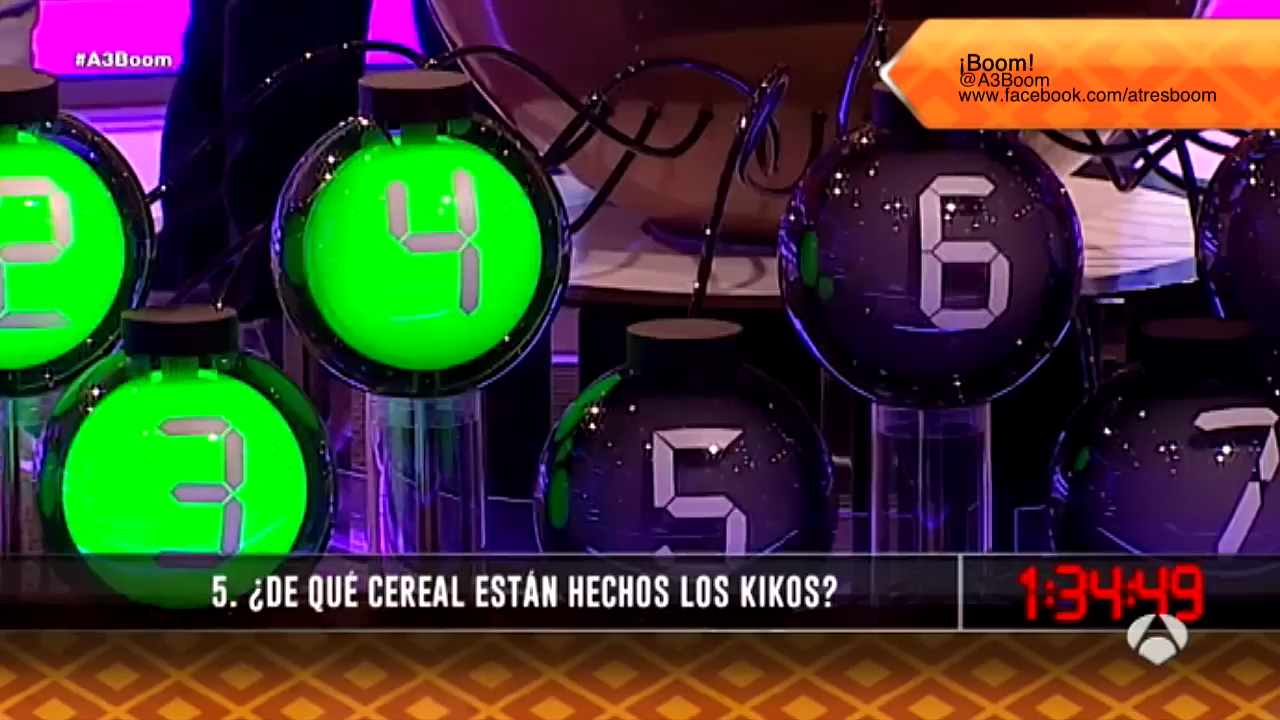 #A3Boom
¡Boom!
@A3Boom
www.facebook.com/atresboom
2
4
6
3
5
7
5. ¿DE QUÉ CEREAL ESTÁN HECHOS LOS KIKOS?
1:34:49